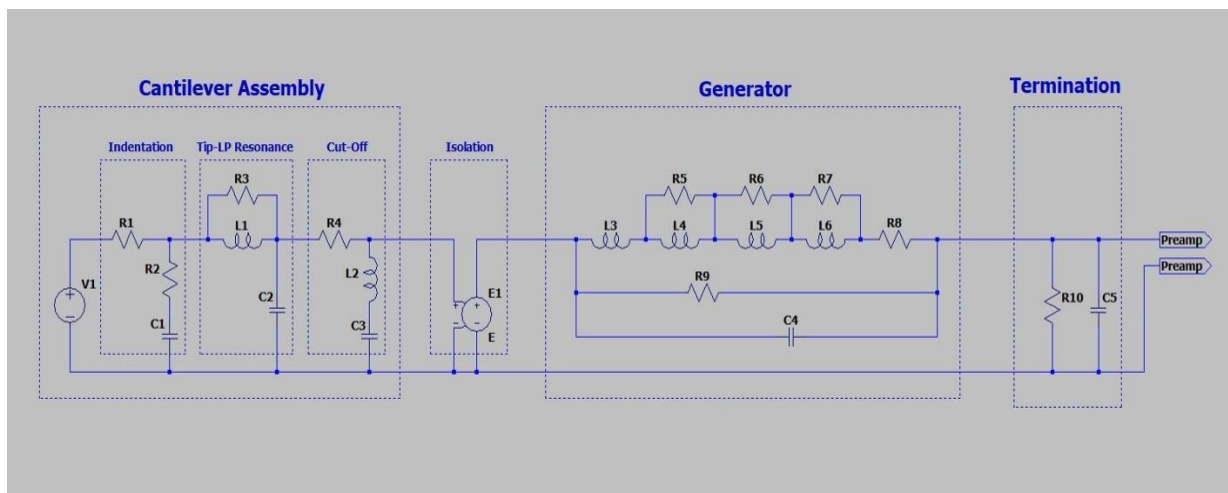 Cantilever Assembly
Generator
Termination
Indentation
Tip-LP Resonance
Cut-Off
Isolation
R1
R2
C1
V1
R3
L1
C2
R4
L2
C3
E1
E
R5
R6
R7
L3
L4
L5
L6
R8
R9
C4
R10
C5
Preamp
Preamp